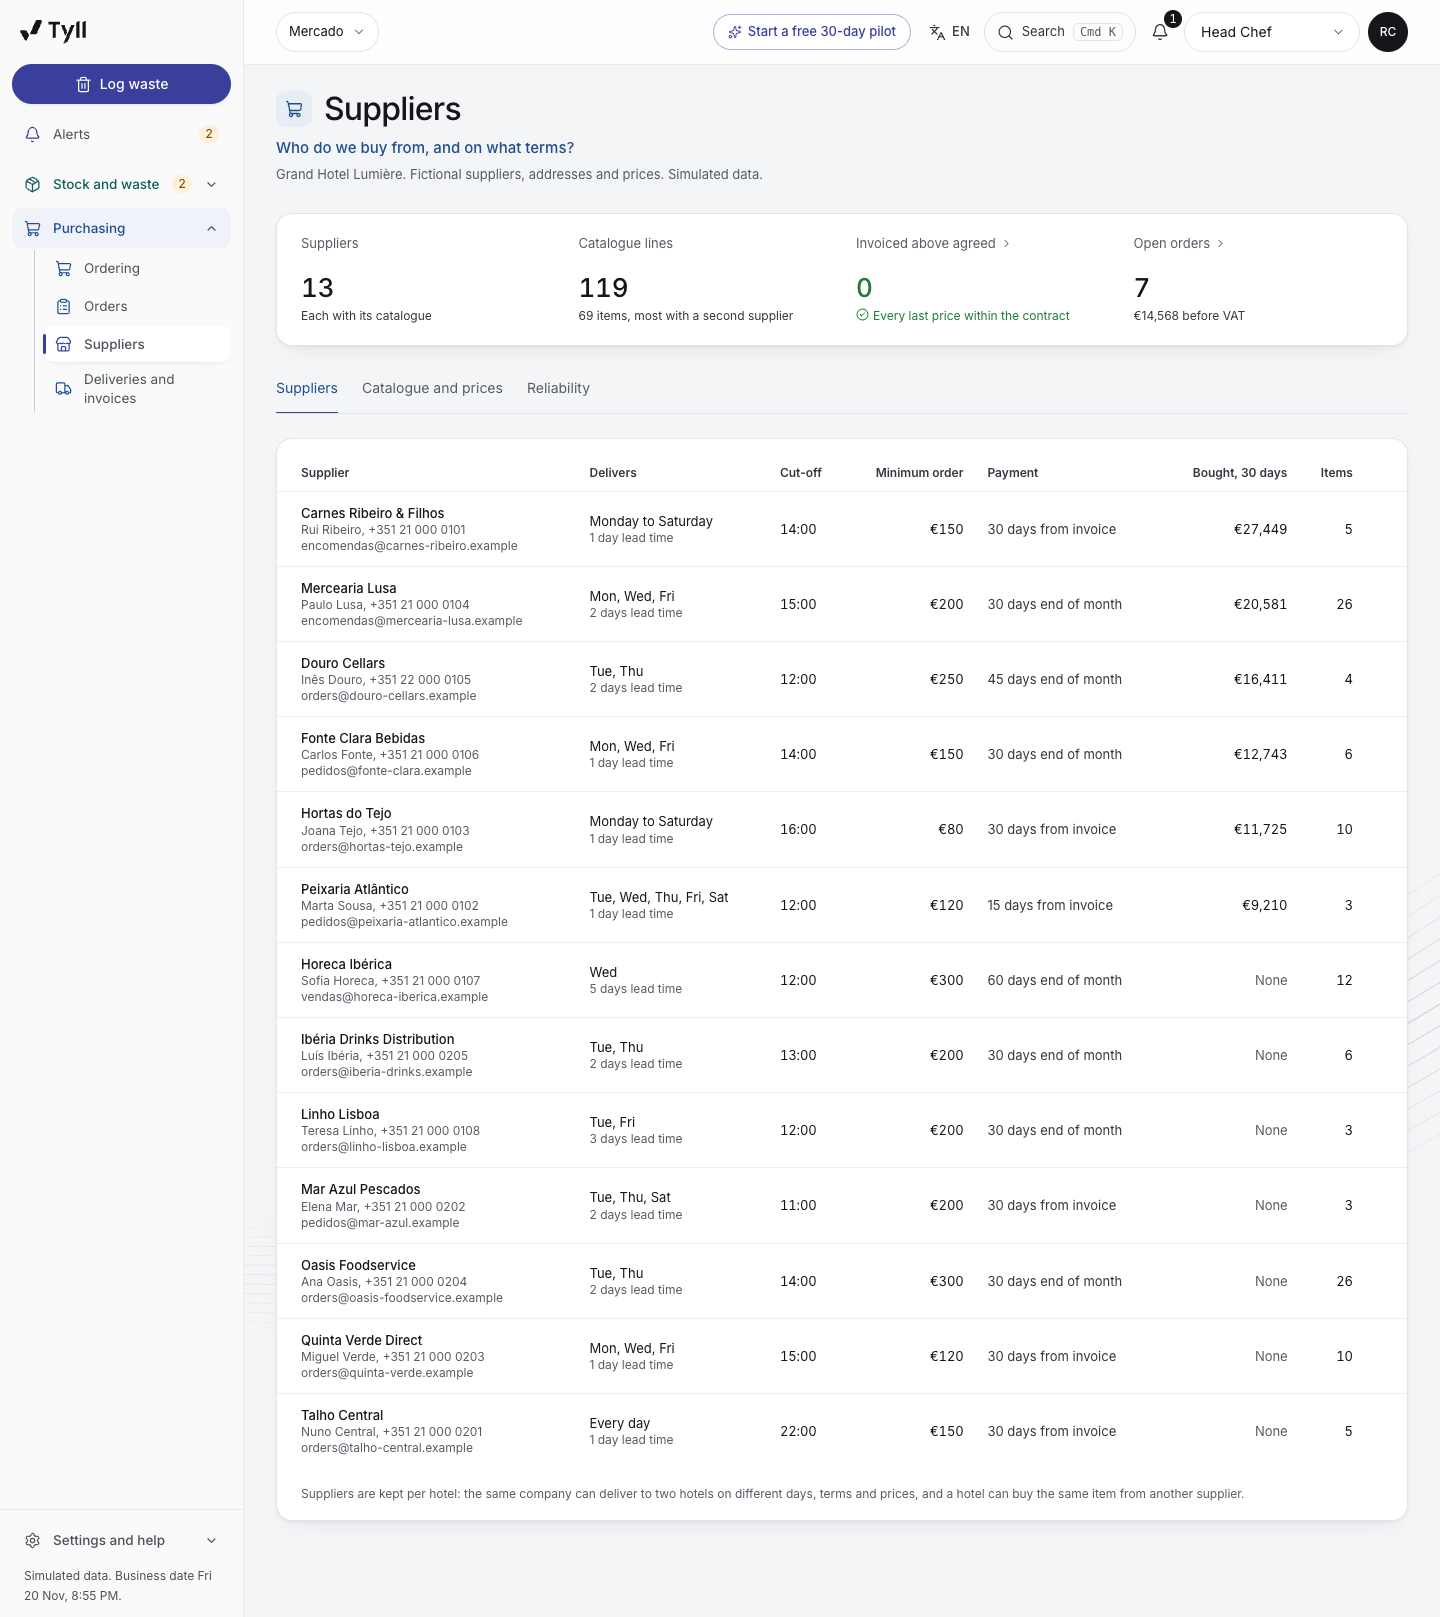 Tyll
Mercado
Start a free 30-day pilot
EN
Search Cmd K
1
Head Chef
RC
Log waste
Alerts 2
Stock and waste 2
Purchasing
Ordering
Orders
Suppliers
Deliveries and
invoices
Settings and help
Simulated data. Business date Fri
20 Nov, 8:55 PM.
Suppliers
Who do we buy from, and on what terms?
Grand Hotel Lumière. Fictional suppliers, addresses and prices. Simulated data.
Suppliers
13
Each with its catalogue
Catalogue lines
119
69 items, most with a second supplier
Invoiced above agreed
0
Every last price within the contract
Open orders
7
€14,568 before VAT
Suppliers Catalogue and prices Reliability
Supplier Delivers Cut-off Minimum order Payment Bought, 30 days Items
Carnes Ribeiro & Filhos
Rui Ribeiro, +351 21 000 0101
encomendas@carnes-ribeiro.example
Monday to Saturday
1 day lead time
14:00 €150 30 days from invoice €27,449 5
Mercearia Lusa
Paulo Lusa, +351 21 000 0104
encomendas@mercearia-lusa.example
Mon, Wed, Fri
2 days lead time
15:00 €200 30 days end of month €20,581 26
Douro Cellars
Inês Douro, +351 22 000 0105
orders@douro-cellars.example
Tue, Thu
2 days lead time
12:00 €250 45 days end of month €16,411 4
Fonte Clara Bebidas
Carlos Fonte, +351 21 000 0106
pedidos@fonte-clara.example
Mon, Wed, Fri
1 day lead time
14:00 €150 30 days end of month €12,743 6
Hortas do Tejo
Joana Tejo, +351 21 000 0103
orders@hortas-tejo.example
Monday to Saturday
1 day lead time
16:00 €80 30 days from invoice €11,725 10
Peixaria Atlântico
Marta Sousa, +351 21 000 0102
pedidos@peixaria-atlantico.example
Tue, Wed, Thu, Fri, Sat
1 day lead time
12:00 €120 15 days from invoice €9,210 3
Horeca Ibérica
Sofia Horeca, +351 21 000 0107
vendas@horeca-iberica.example
Wed
5 days lead time
12:00 €300 60 days end of month None 12
Ibéria Drinks Distribution
Luís Ibéria, +351 21 000 0205
orders@iberia-drinks.example
Tue, Thu
2 days lead time
13:00 €200 30 days end of month None 6
Linho Lisboa
Teresa Linho, +351 21 000 0108
orders@linho-lisboa.example
Tue, Fri
3 days lead time
12:00 €200 30 days end of month None 3
Mar Azul Pescados
Elena Mar, +351 21 000 0202
pedidos@mar-azul.example
Tue, Thu, Sat
2 days lead time
11:00 €200 30 days from invoice None 3
Oasis Foodservice
Ana Oasis, +351 21 000 0204
orders@oasis-foodservice.example
Tue, Thu
2 days lead time
14:00 €300 30 days end of month None 26
Quinta Verde Direct
Miguel Verde, +351 21 000 0203
orders@quinta-verde.example
Mon, Wed, Fri
1 day lead time
15:00 €120 30 days from invoice None 10
Talho Central
Nuno Central, +351 21 000 0201
orders@talho-central.example
Every day
1 day lead time
22:00 €150 30 days from invoice None 5
Suppliers are kept per hotel: the same company can deliver to two hotels on different days, terms and prices, and a hotel can buy the same item from another supplier.